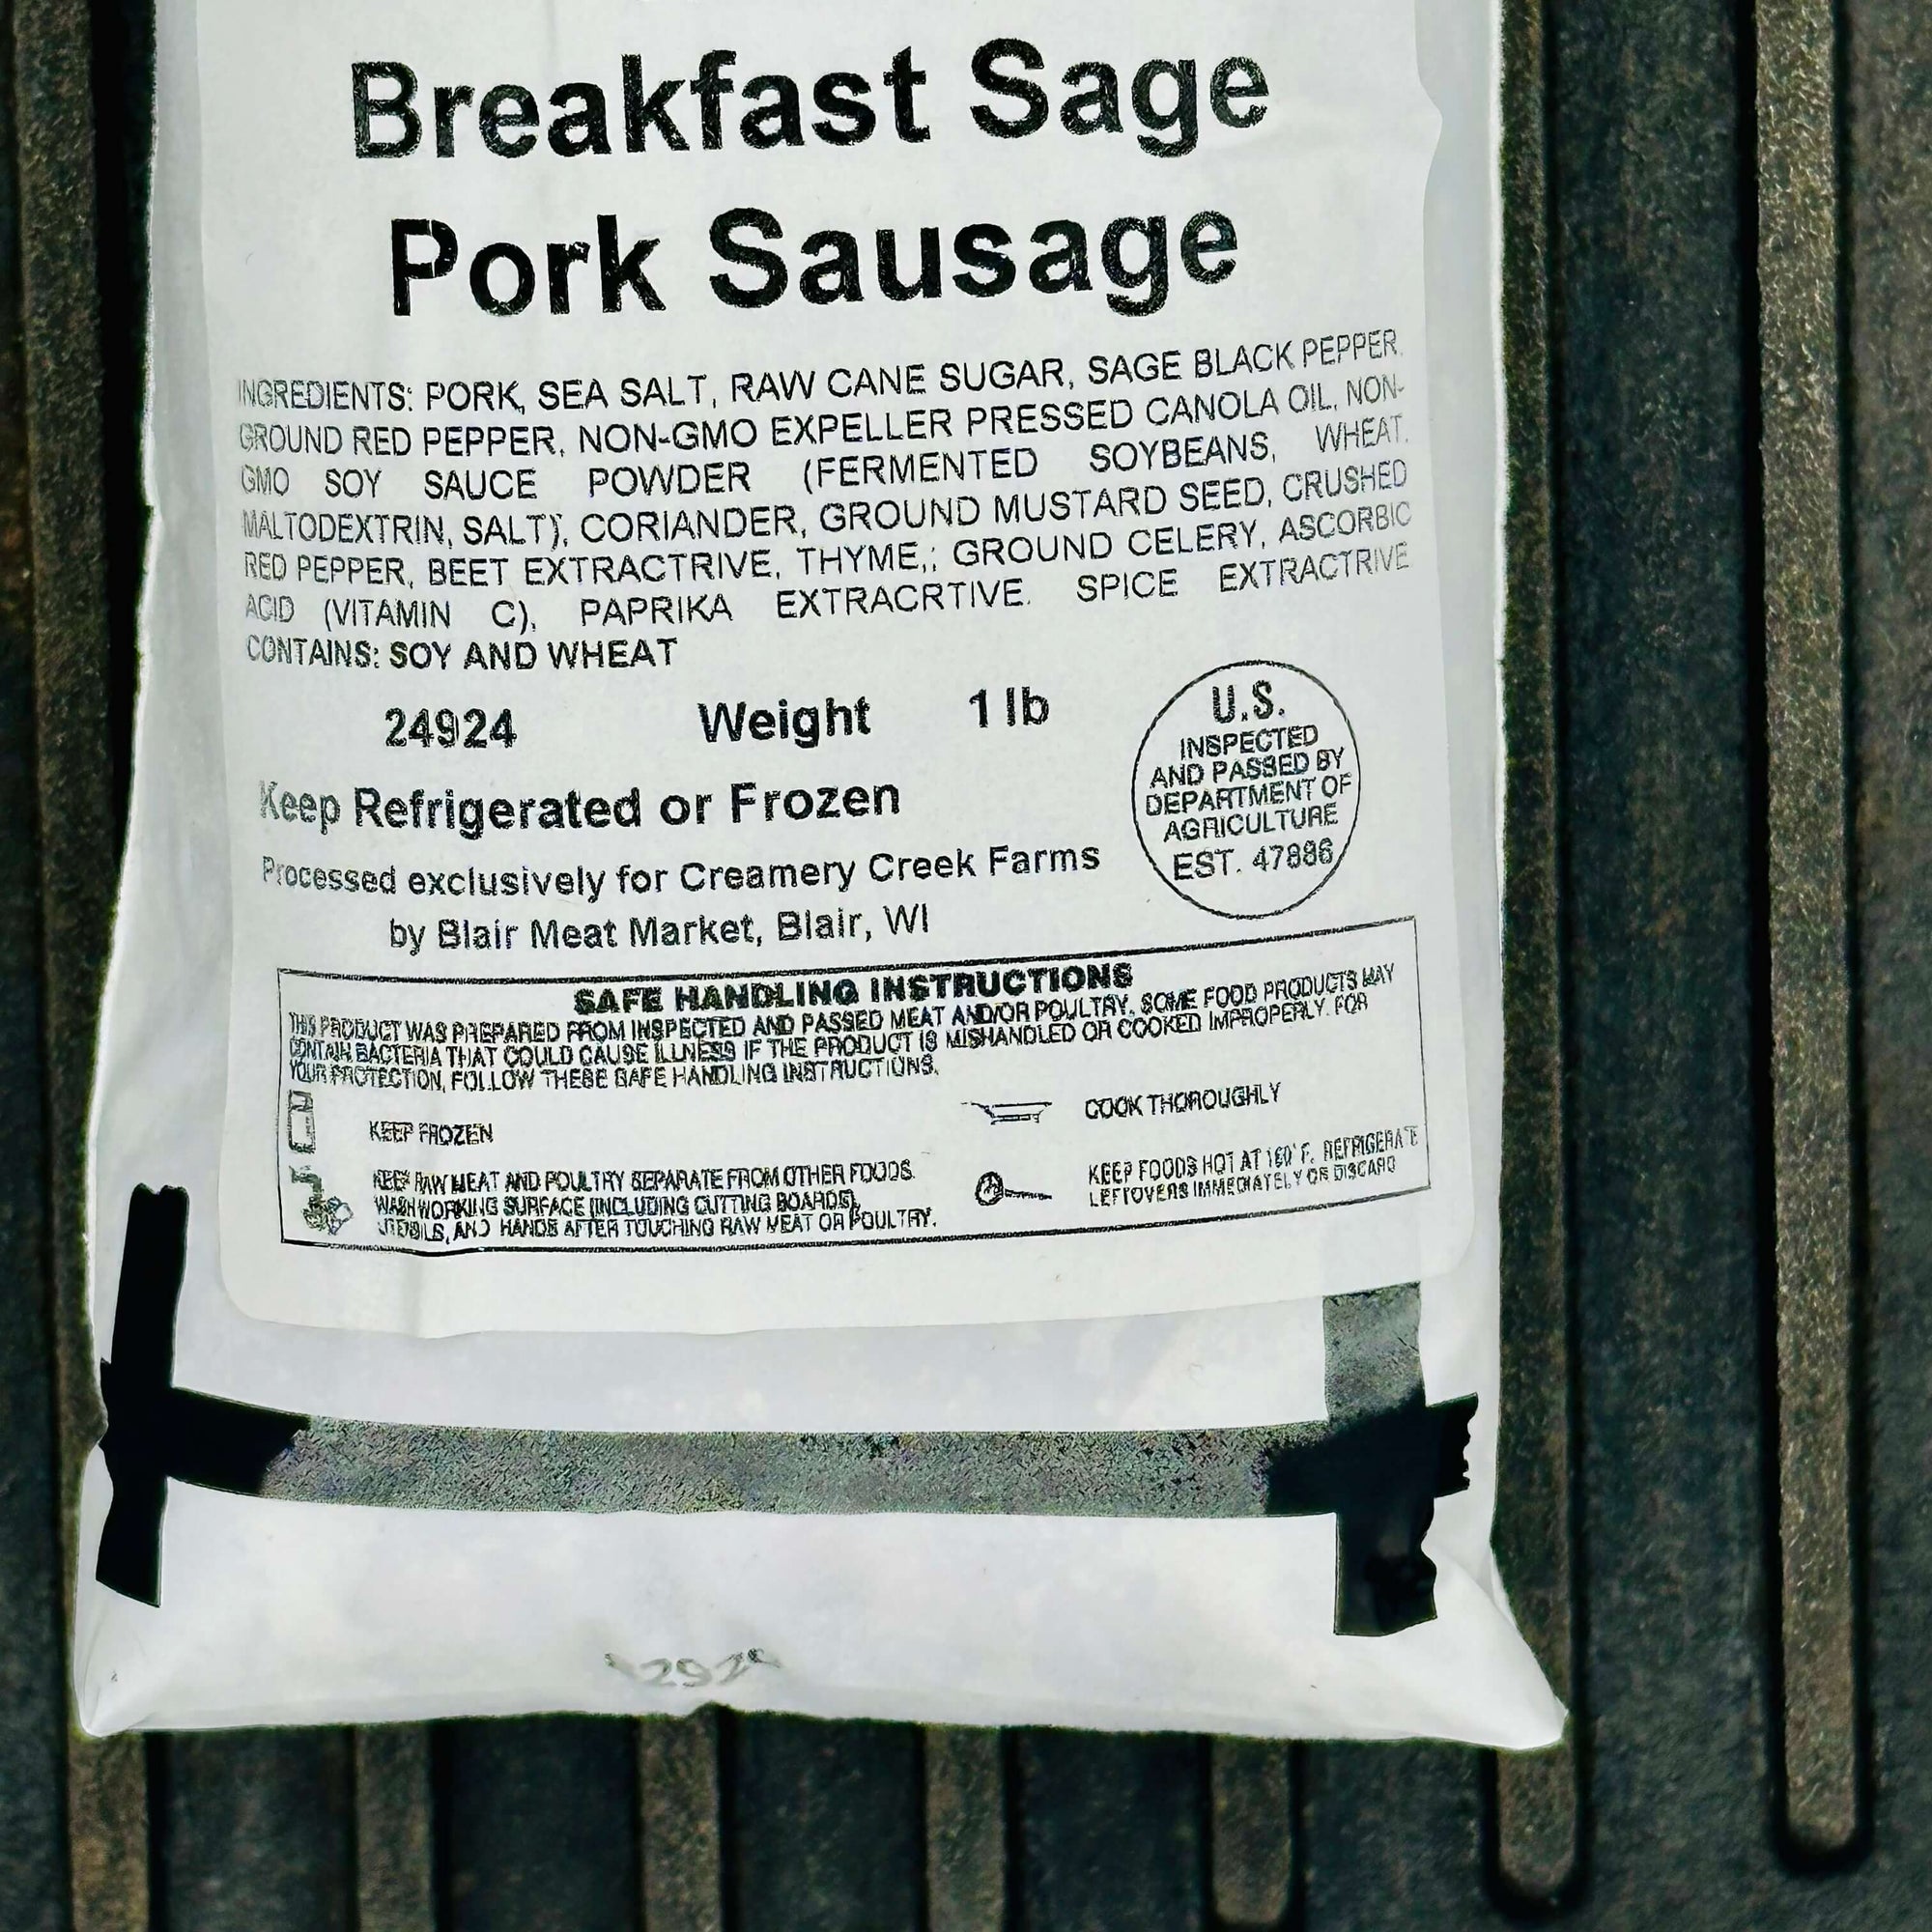 Breakfast Sage
Pork Sausage
INGREDIENTS: PORK, SEA SALT, RAW CANE SUGAR, SAGE BLACK PEPPER,
GROUND RED PEPPER, NON-GMO EXPELLER PRESSED CANOLA OIL, NON-
GMO SOY SAUCE POWDER (FERMENTED SOYBEANS, WHEAT,
MALTODEXTRIN, SALT), CORIANDER, GROUND MUSTARD SEED, CRUSHED
RED PEPPER, BEET EXTRACTRIVE, THYME,; GROUND CELERY, ASCORBIC
ACID (VITAMIN C), PAPRIKA EXTRACRTIVE. SPICE EXTRACTRIVE
CONTAINS: SOY AND WHEAT
24924 Weight 1 lb
Keep Refrigerated or Frozen
Processed exclusively for Creamery Creek Farms
by Blair Meat Market, Blair, WI
U.S.
INSPECTED
AND PASSED BY
DEPARTMENT OF
AGRICULTURE
EST. 47886
SAFE HANDLING INSTRUCTIONS
THIS PRODUCT WAS PREPARED FROM INSPECTED AND PASSED MEAT AND/OR POULTRY. SOME FOOD PRODUCTS MAY
CONTAIN BACTERIA THAT COULD CAUSE ILLNESS IF THE PRODUCT IS MISHANDLED OR COOKED IMPROPERLY. FOR
YOUR PROTECTION, FOLLOW THESE SAFE HANDLING INSTRUCTIONS.
KEEP FROZEN
COOK THOROUGHLY
KEEP RAW MEAT AND POULTRY SEPARATE FROM OTHER FOODS.
WASH WORKING SURFACE (INCLUDING CUTTING BOARDS),
UTENSILS, AND HANDS AFTER TOUCHING RAW MEAT OR POULTRY.
KEEP FOODS HOT AT 160° F. REFRIGERATE
LEFTOVERS IMMEDIATELY OR DISCARD